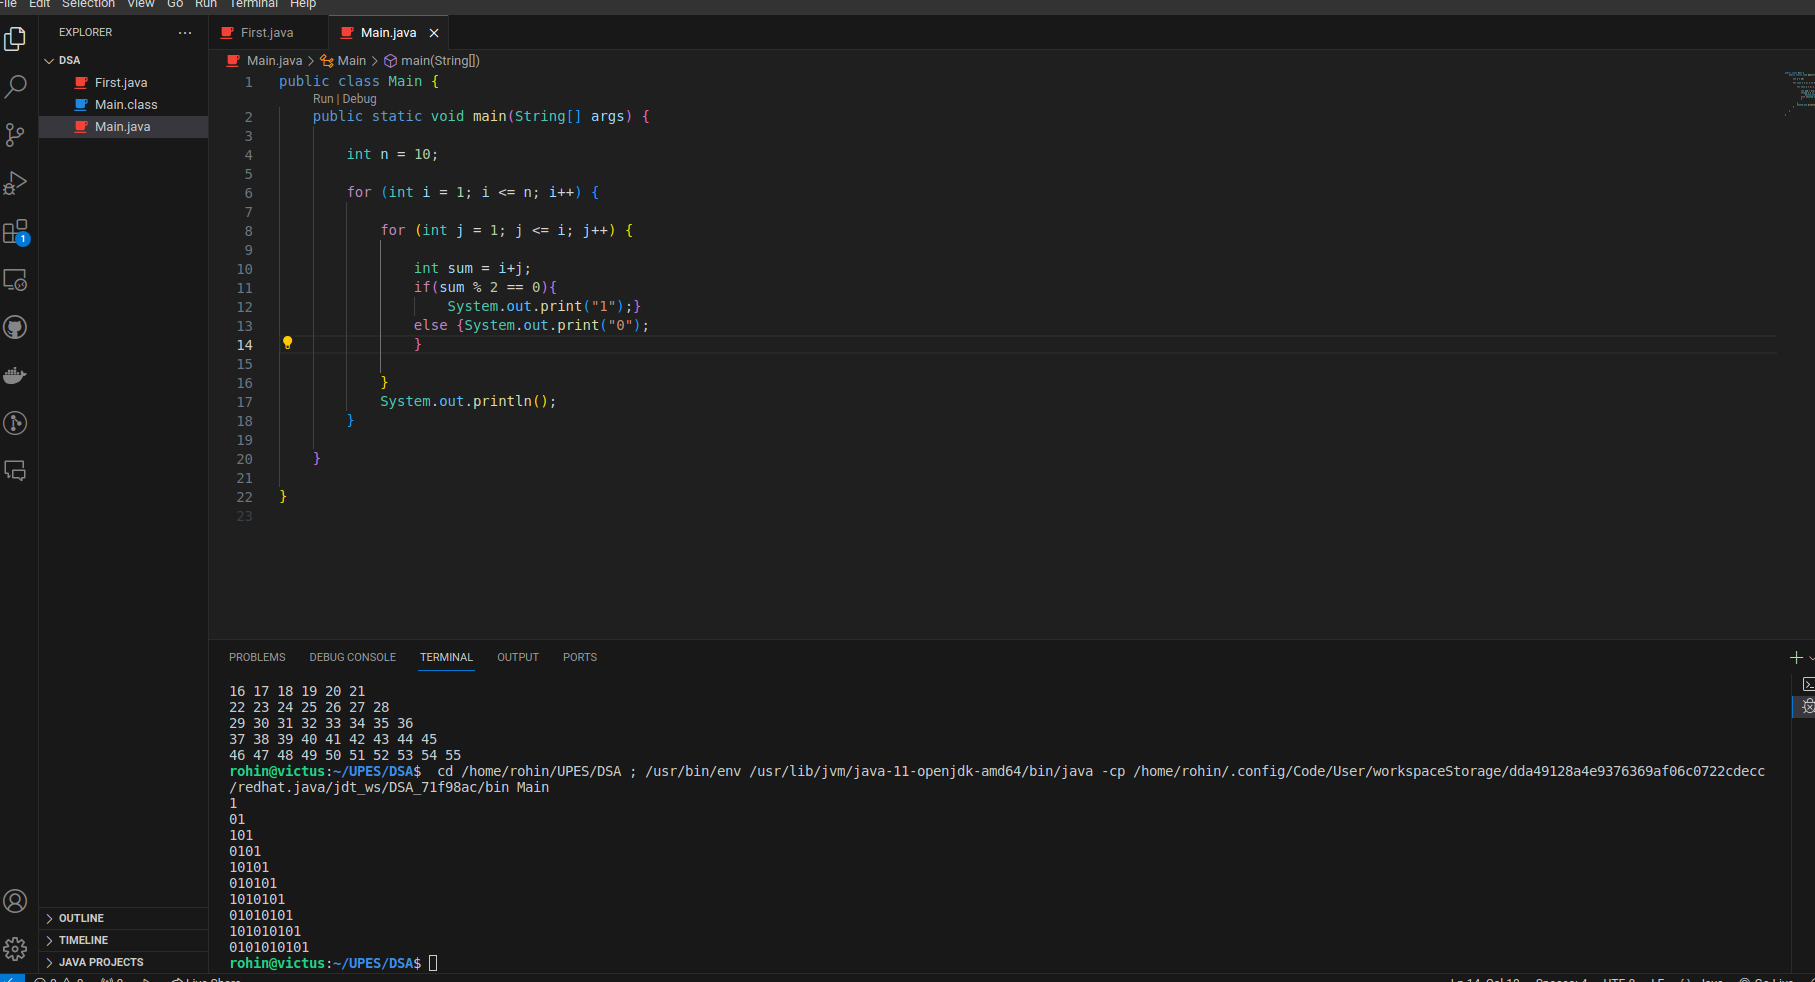 File Edit Selection View Go Run Terminal Help
EXPLORER ...
First.java Main.java
DSA
First.java
Main.class
Main.java
Main.java > Main > main(String[])
1 public class Main {
Run | Debug
2 public static void main(String[] args) {
3
4 int n = 10;
5
6 for (int i = 1; i <= n; i++) {
7
8 for (int j = 1; j <= i; j++) {
9
10 int sum = i+j;
11 if(sum % 2 == 0){
12 System.out.print("1");}
13 else {System.out.print("0");
14 }
15
16 }
17 System.out.println();
18 }
19
20 }
21
22 }
23
1
PROBLEMS DEBUG CONSOLE TERMINAL OUTPUT PORTS
16 17 18 19 20 21
22 23 24 25 26 27 28
29 30 31 32 33 34 35 36
37 38 39 40 41 42 43 44 45
46 47 48 49 50 51 52 53 54 55
rohin@victus:~/UPES/DSA$ cd /home/rohin/UPES/DSA ; /usr/bin/env /usr/lib/jvm/java-11-openjdk-amd64/bin/java -cp /home/rohin/.config/Code/User/workspaceStorage/dda49128a4e9376369af06c0722cdecc
/redhat.java/jdt_ws/DSA_71f98ac/bin Main
1
01
101
0101
10101
010101
1010101
01010101
101010101
0101010101
rohin@victus:~/UPES/DSA$
OUTLINE
TIMELINE
JAVA PROJECTS